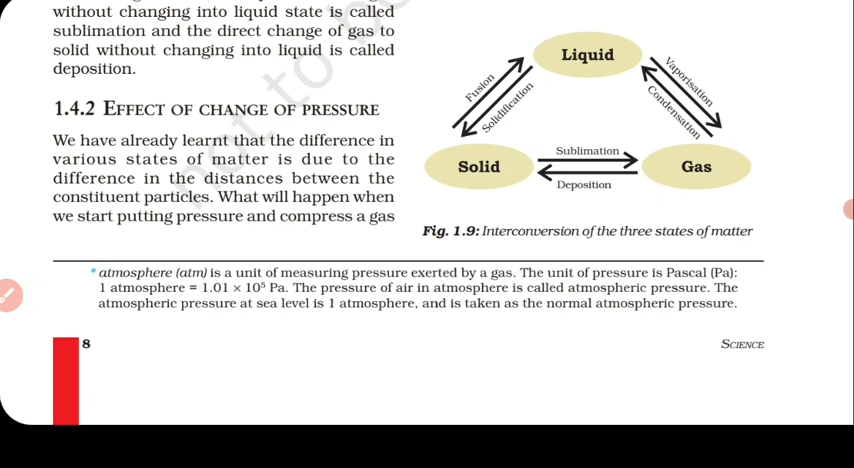 without changing into liquid state is called
sublimation and the direct change of gas to
solid without changing into liquid is called
deposition.
1.4.2 EFFECT OF CHANGE OF PRESSURE
We have already learnt that the difference in
various states of matter is due to the
difference in the distances between the
constituent particles. What will happen when
we start putting pressure and compress a gas
Liquid
Fusion
Solidification
Vaporisation
Condensation
Solid
Sublimation
Deposition
Gas
Fig. 1.9: Interconversion of the three states of matter
* atmosphere (atm) is a unit of measuring pressure exerted by a gas. The unit of pressure is Pascal (Pa):
1 atmosphere = 1.01 × 10⁵ Pa. The pressure of air in atmosphere is called atmospheric pressure. The
atmospheric pressure at sea level is 1 atmosphere, and is taken as the normal atmospheric pressure.
8
SCIENCE
not to be